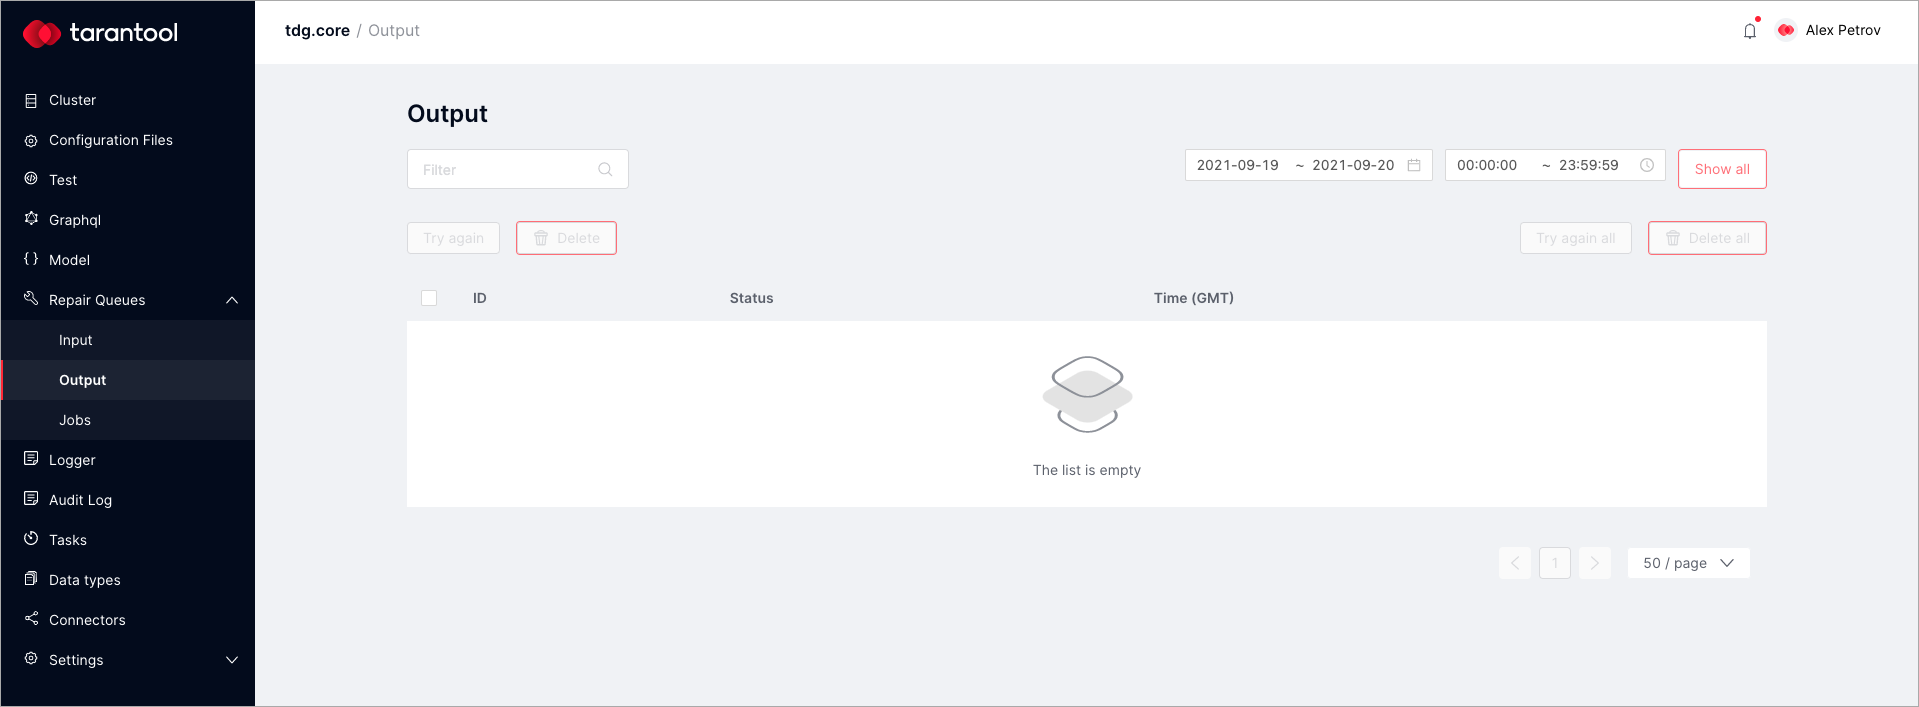 tarantool
tdg.core / Output
Alex Petrov
Cluster
Configuration Files
Test
Graphql
Model
Repair Queues
Input
Output
Jobs
Logger
Audit Log
Tasks
Data types
Connectors
Settings
Output
Filter
2021-09-19 ~ 2021-09-20
00:00:00 ~ 23:59:59
Show all
Try again
Delete
Try again all
Delete all
ID Status Time (GMT)
The list is empty
1
50 / page